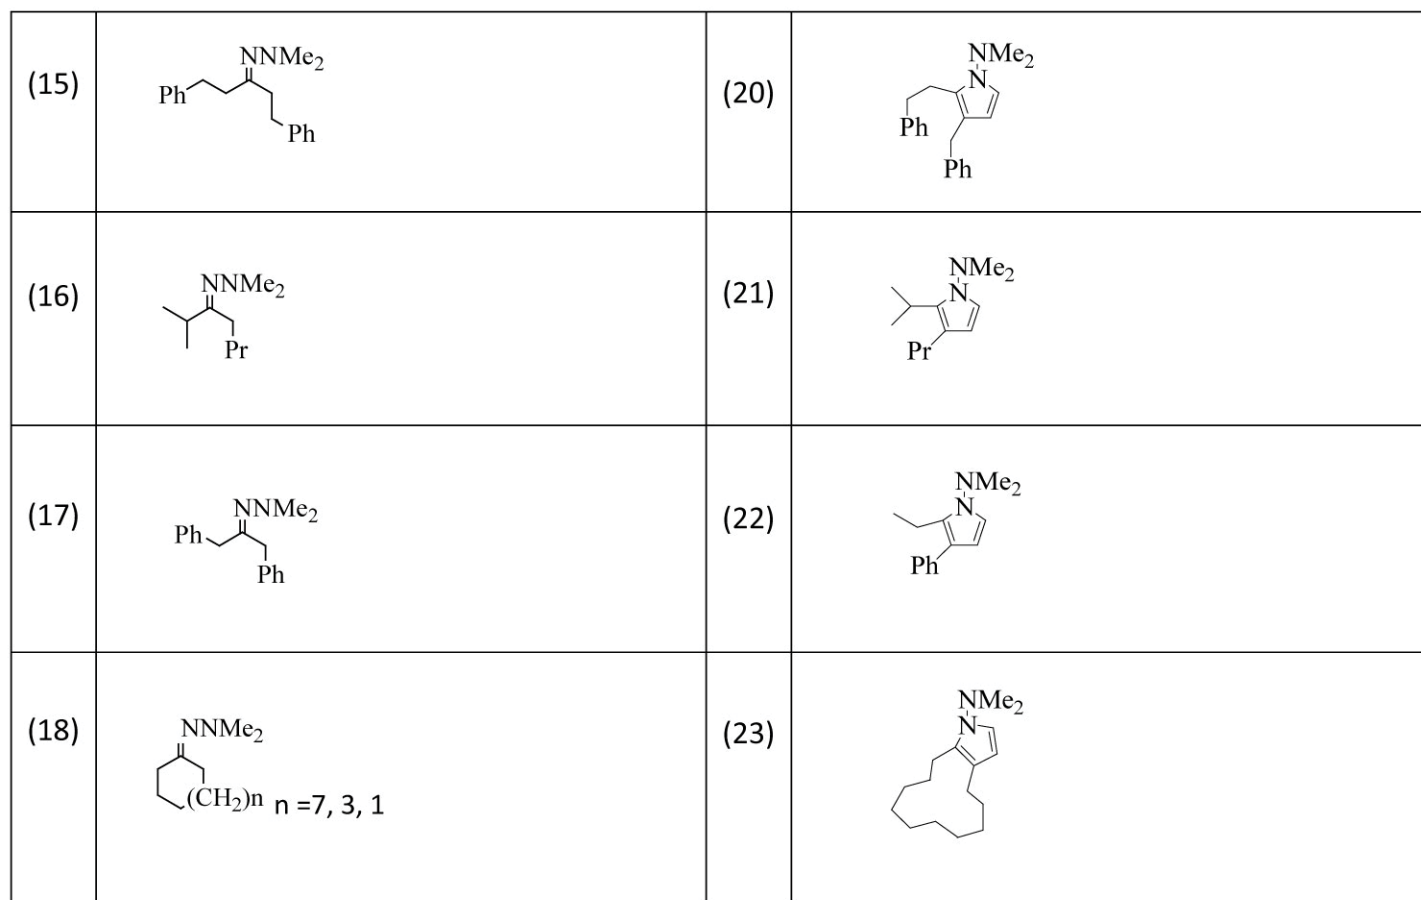 (15)
NNMe2
Ph
Ph
(20)
NMe2
N
Ph
Ph
(16)
NNMe2
Pr
(21)
NMe2
N
Pr
(17)
NNMe2
Ph
Ph
(22)
NMe2
N
Ph
(18)
NNMe2
(CH2)n n =7, 3, 1
(23)
NMe2
N